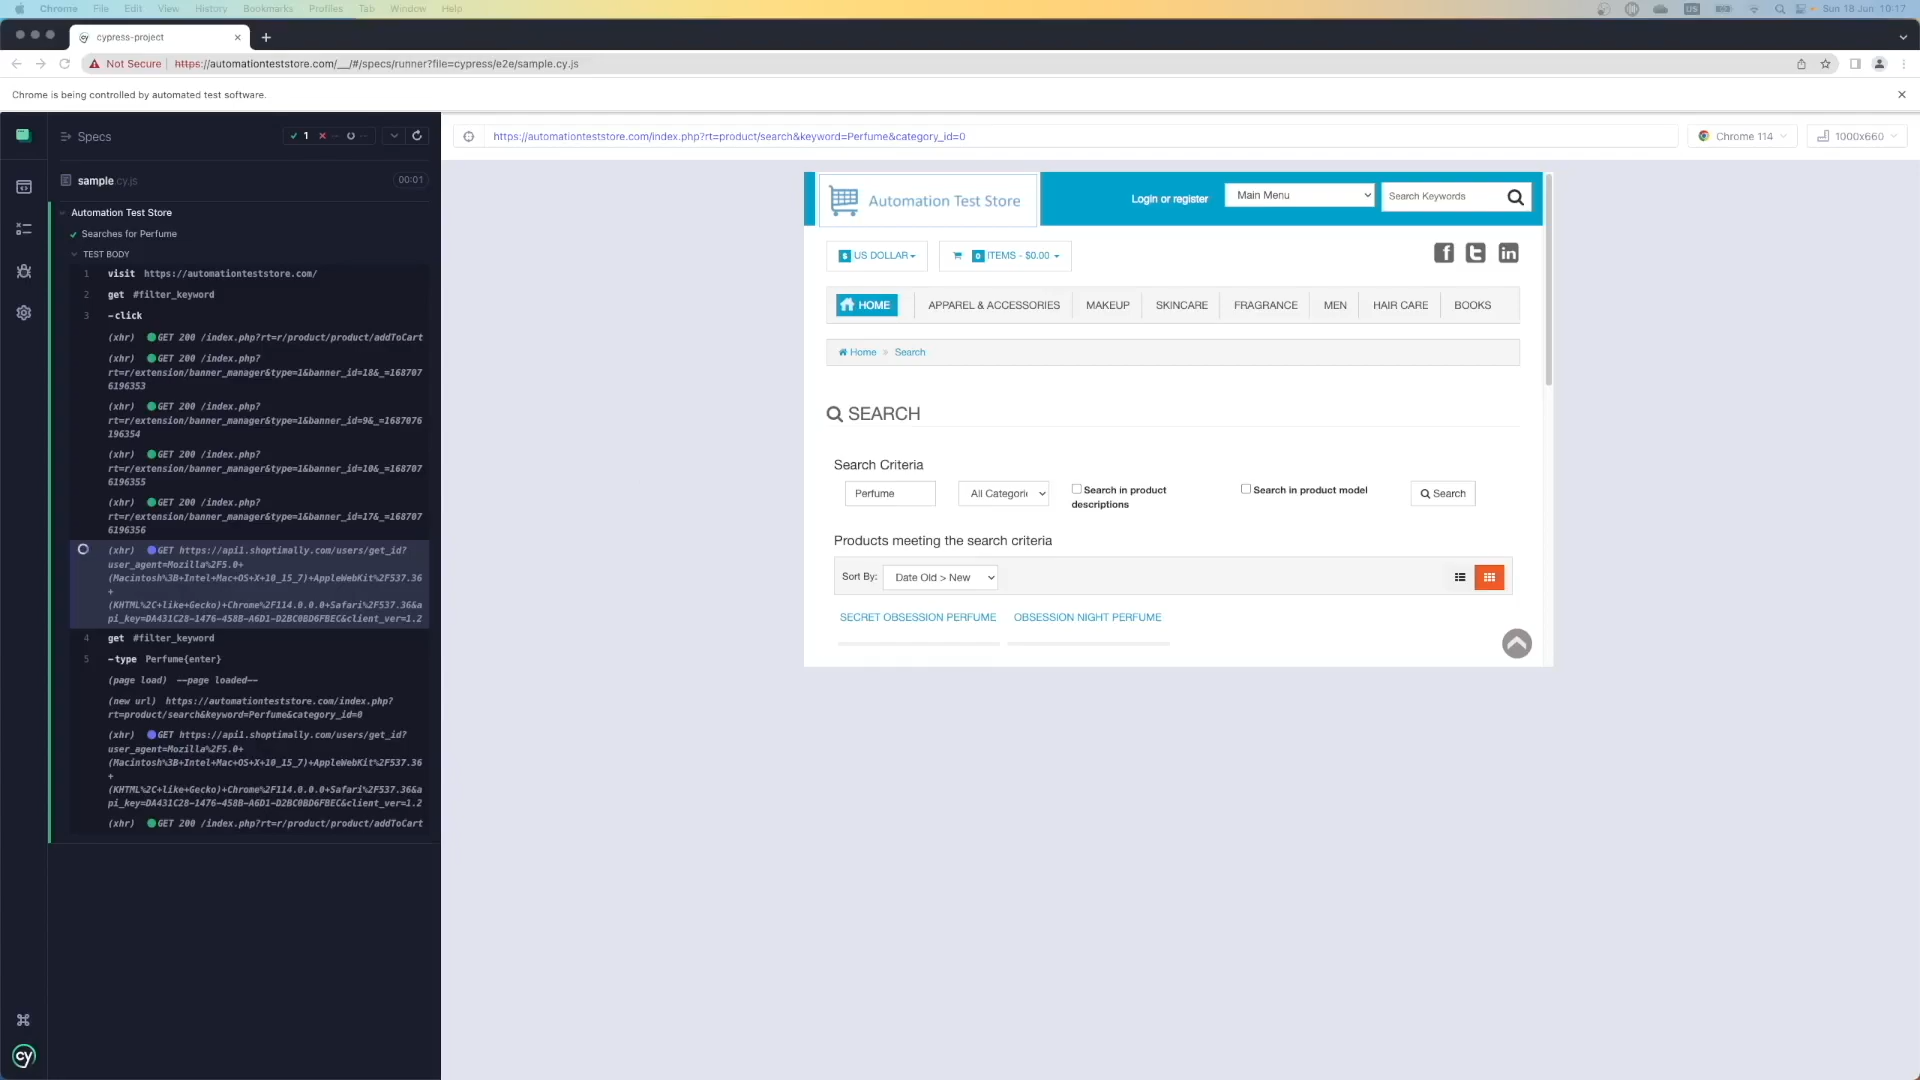 Chrome File Edit View History Bookmarks Profiles Tab Window Help US Sun 18 Jun 10:17
cypress-project
Not Secure https://automationteststore.com/__/#/specs/runner?file=cypress/e2e/sample.cy.js
Chrome is being controlled by automated test software.
Specs 1 -- --
https://automationteststore.com/index.php?rt=product/search&keyword=Perfume&category_id=0
Chrome 114
1000x660
sample.cy.js 00:01
Automation Test Store
Searches for Perfume
TEST BODY
1 visit https://automationteststore.com/
2 get #filter_keyword
3 -click
(xhr) GET 200 /index.php?rt=r/product/product/addToCart
(xhr) GET 200 /index.php?
rt=r/extension/banner_manager&type=1&banner_id=18&_=168707
6196353
(xhr) GET 200 /index.php?
rt=r/extension/banner_manager&type=1&banner_id=9&_=1687076
196354
(xhr) GET 200 /index.php?
rt=r/extension/banner_manager&type=1&banner_id=10&_=168707
6196355
(xhr) GET 200 /index.php?
rt=r/extension/banner_manager&type=1&banner_id=17&_=168707
6196356
(xhr) GET https://api1.shoptimally.com/users/get_id?
user_agent=Mozilla%2F5.0+
(Macintosh%3B+Intel+Mac+OS+X+10_15_7)+AppleWebKit%2F537.36
+
(KHTML%2C+like+Gecko)+Chrome%2F114.0.0.0+Safari%2F537.36&a
pi_key=DA431C28-1476-458B-A6D1-D2BC0BD6FBEC&client_ver=1.2
4 get #filter_keyword
5 -type Perfume{enter}
(page load) --page loaded--
(new url) https://automationteststore.com/index.php?
rt=product/search&keyword=Perfume&category_id=0
(xhr) GET https://api1.shoptimally.com/users/get_id?
user_agent=Mozilla%2F5.0+
(Macintosh%3B+Intel+Mac+OS+X+10_15_7)+AppleWebKit%2F537.36
+
(KHTML%2C+like+Gecko)+Chrome%2F114.0.0.0+Safari%2F537.36&a
pi_key=DA431C28-1476-458B-A6D1-D2BC0BD6FBEC&client_ver=1.2
(xhr) GET 200 /index.php?rt=r/product/product/addToCart
cy
Automation Test Store
Login or register Main Menu Search Keywords
$ US DOLLAR 0 ITEMS - $0.00
f t in
HOME APPAREL & ACCESSORIES MAKEUP SKINCARE FRAGRANCE MEN HAIR CARE BOOKS
Home » Search
SEARCH
Search Criteria
Perfume All Categori Search in product
descriptions
Search in product model Search
Products meeting the search criteria
Sort By: Date Old > New
SECRET OBSESSION PERFUME OBSESSION NIGHT PERFUME